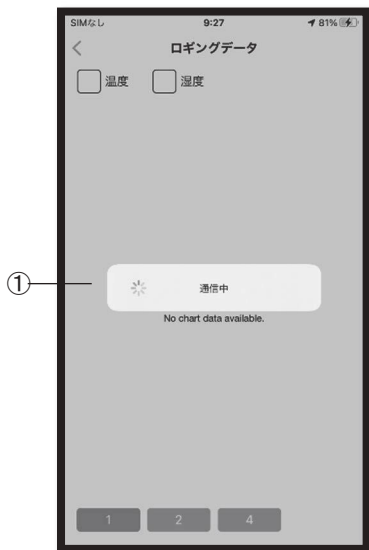 SIMなし 9:27 81%
ロギングデータ
温度 湿度
①
通信中
No chart data available.
1 2 4